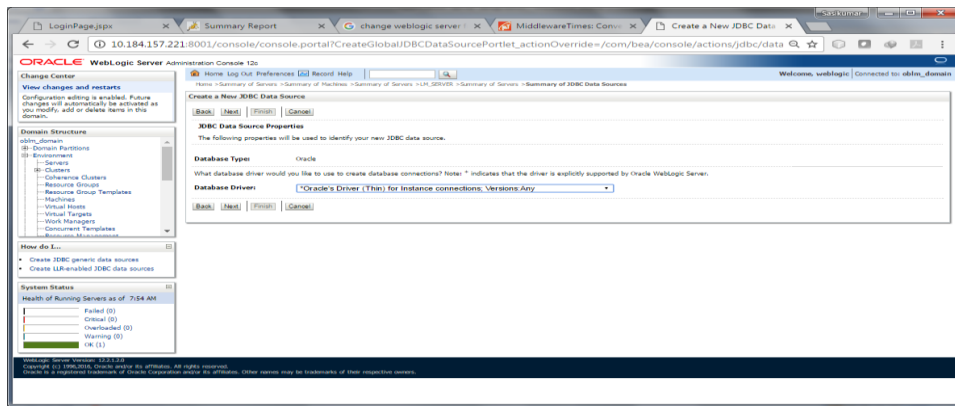 Sasikumar
LoginPage.jspx
Summary Report
change weblogic server
MiddlewareTimes: Conve
Create a New JDBC Data
10.184.157.221:8001/console/console.portal?CreateGlobalJDBCDataSourcePortlet_actionOverride=/com/bea/console/actions/jdbc/data
ORACLE WebLogic Server Administration Console 12c
Change Center
View changes and restarts
Configuration editing is enabled. Future
changes will automatically be activated as
you modify, add or delete items in this
domain.
Domain Structure
oblm_domain
Domain Partitions
Environment
Servers
Clusters
Coherence Clusters
Resource Groups
Resource Group Templates
Machines
Virtual Hosts
Virtual Targets
Work Managers
Concurrent Templates
Resource Management
How do I...
Create JDBC generic data sources
Create LLR-enabled JDBC data sources
System Status
Health of Running Servers as of 7:54 AM
Failed (0)
Critical (0)
Overloaded (0)
Warning (0)
OK (1)
Home Log Out Preferences Record Help
Welcome, weblogic Connected to: oblm_domain
Home >Summary of Servers >Summary of Machines >Summary of Servers >LM_SERVER >Summary of Servers >Summary of JDBC Data Sources
Create a New JDBC Data Source
Back Next Finish Cancel
JDBC Data Source Properties
The following properties will be used to identify your new JDBC data source.
Database Type: Oracle
What database driver would you like to use to create database connections? Note: * indicates that the driver is explicitly supported by Oracle WebLogic Server.
Database Driver: *Oracle's Driver (Thin) for Instance connections; Versions:Any
Back Next Finish Cancel
WebLogic Server Version: 12.2.1.2.0
Copyright (c) 1996,2016, Oracle and/or its affiliates. All rights reserved.
Oracle is a registered trademark of Oracle Corporation and/or its affiliates. Other names may be trademarks of their respective owners.